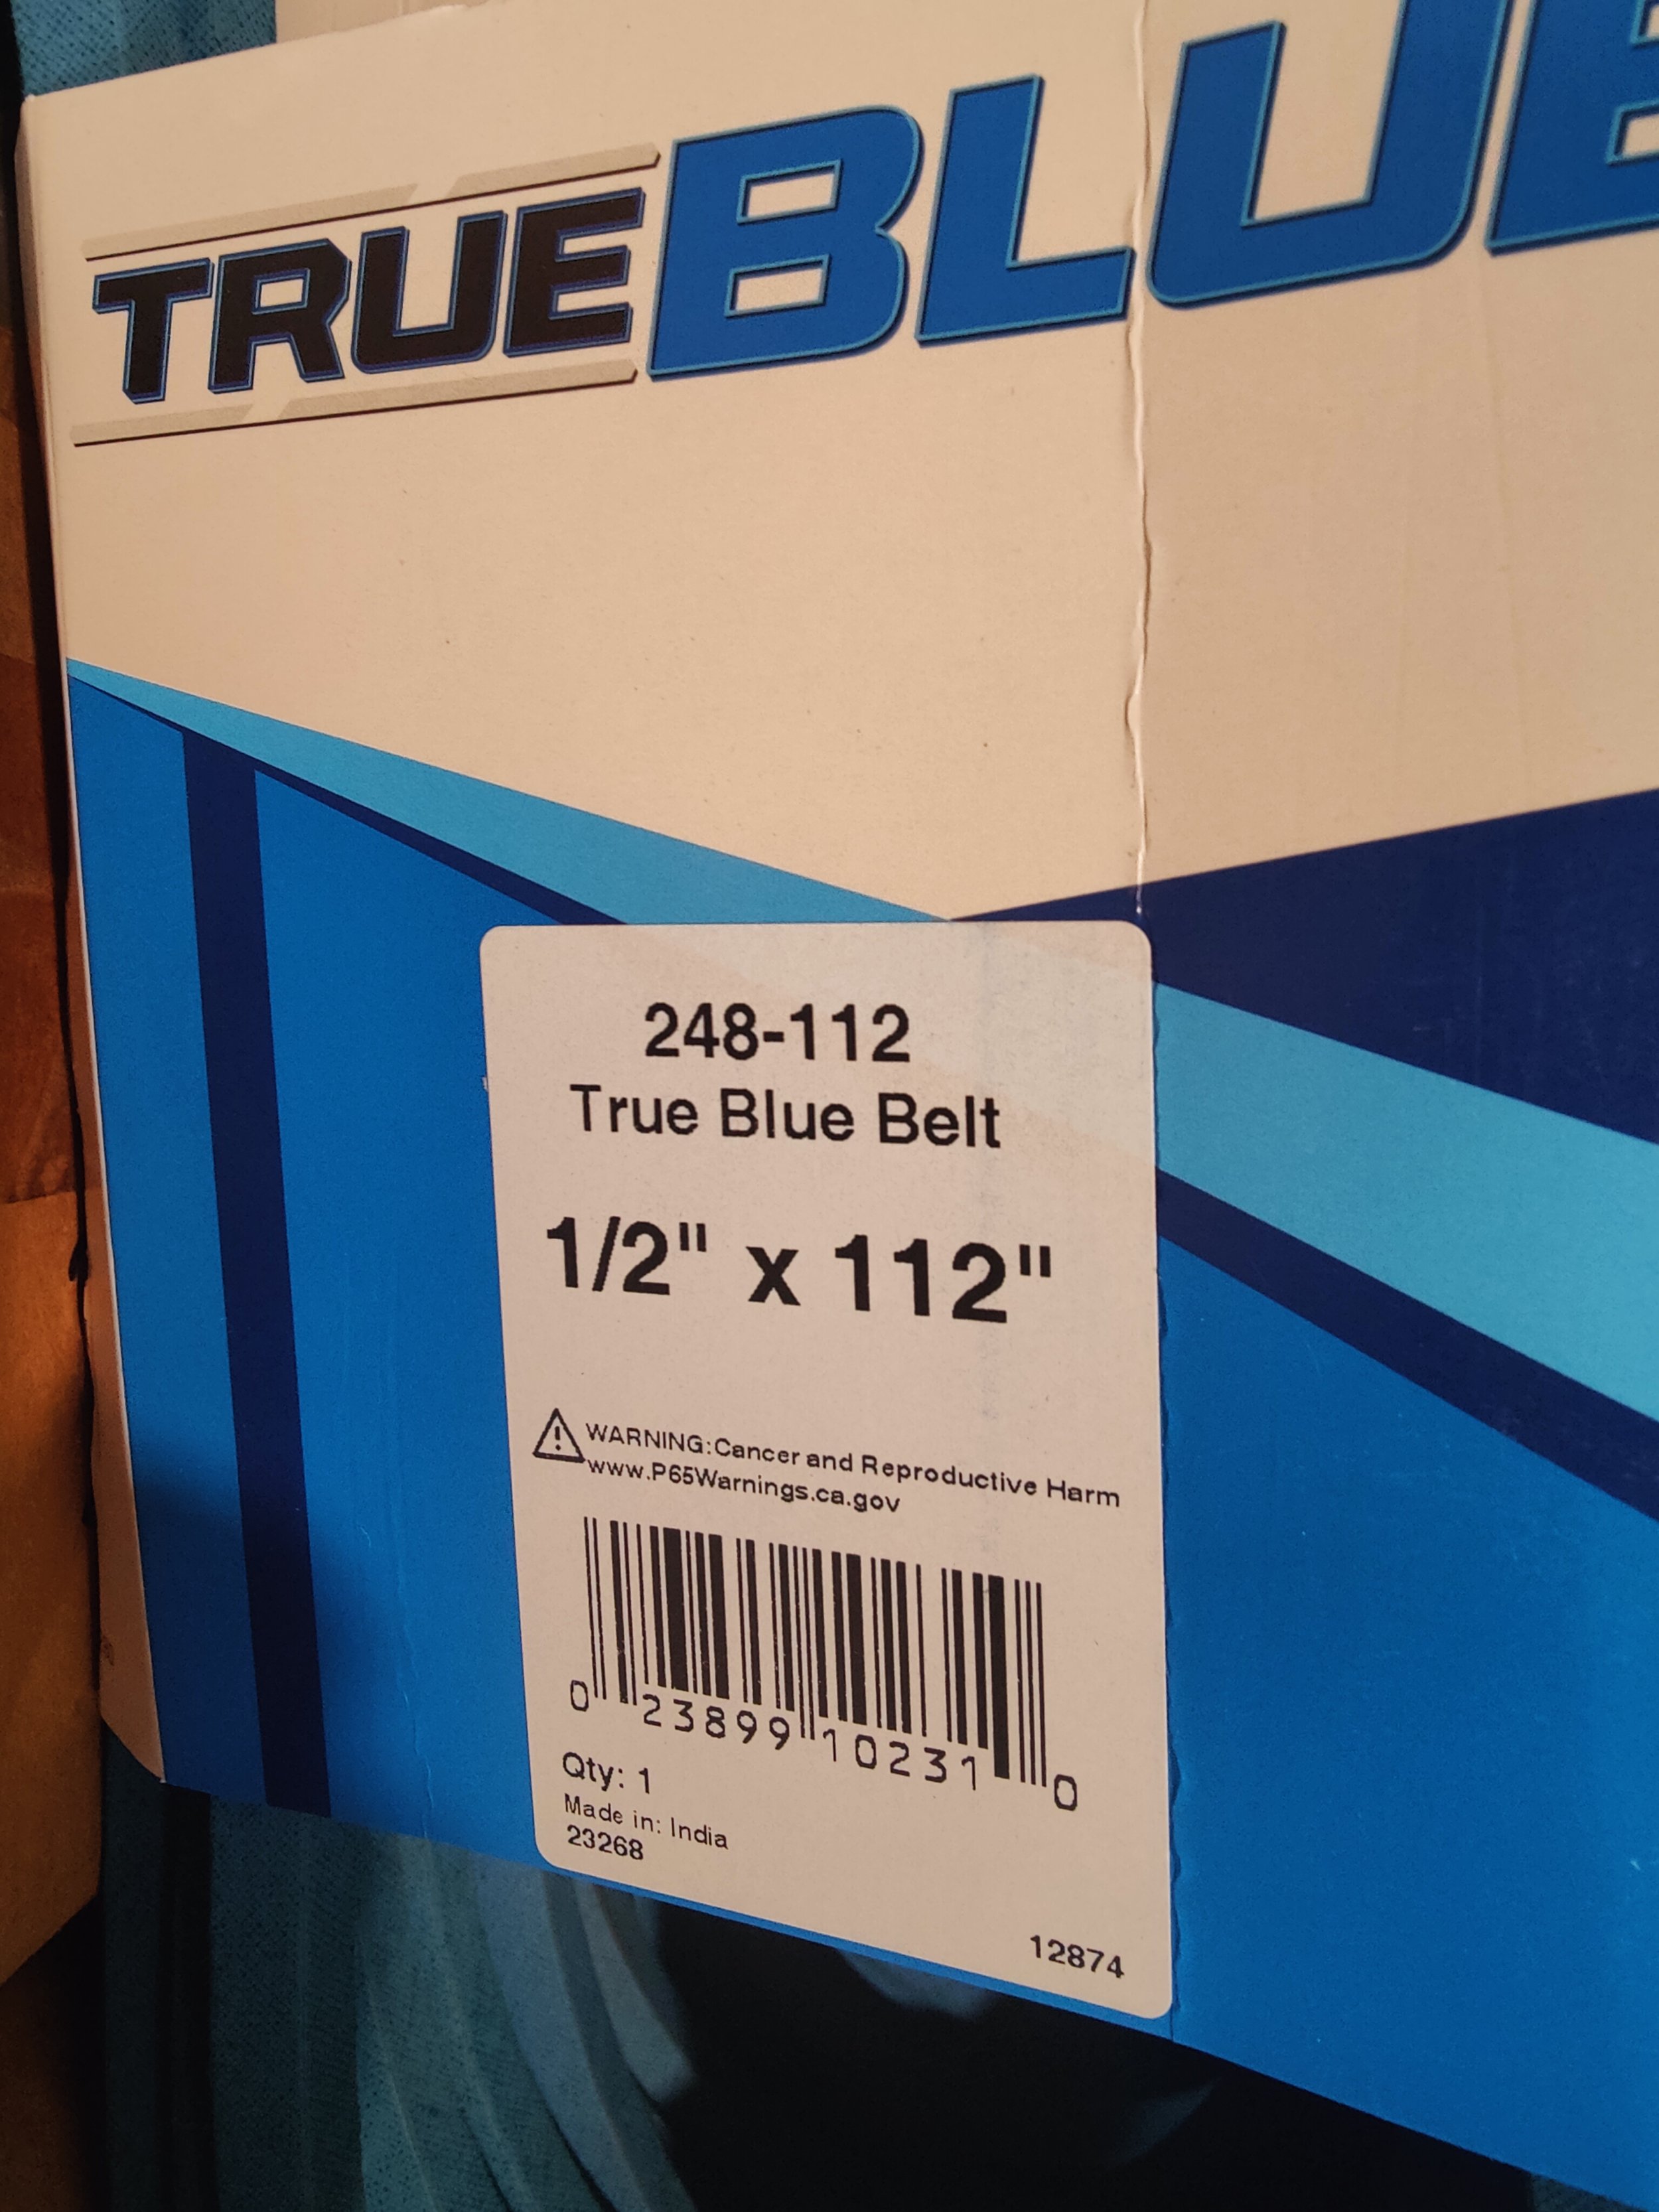 TRUEBLUE
248-112
True Blue Belt
1/2" x 112"
WARNING:Cancer and Reproductive Harm
www.P65Warnings.ca.gov
0 23899 10231 0
Qty: 1
Made in: India
23268
12874